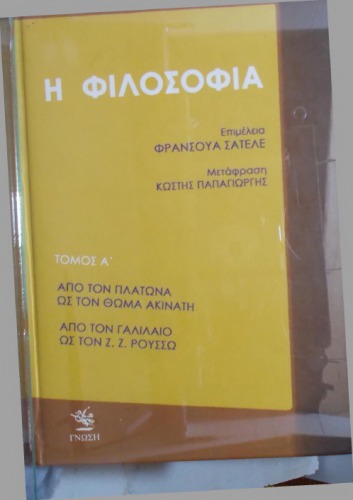 Η ΦΙΛΟΣΟΦΙΑ
Επιμέλεια
ΦΡΑΝΣΟΥΑ ΣΑΤΕΛΕ
Μετάφραση
ΚΩΣΤΗΣ ΠΑΠΑΓΙΩΡΓΗΣ
ΤΟΜΟΣ Α΄
ΑΠΟ ΤΟΝ ΠΛΑΤΩΝΑ
ΩΣ ΤΟΝ ΘΩΜΑ ΑΚΙΝΑΤΗ
ΑΠΟ ΤΟΝ ΓΑΛΙΛΑΙΟ
ΩΣ ΤΟΝ Ζ. Ζ. ΡΟΥΣΣΩ
ΓΝΩΣΗ